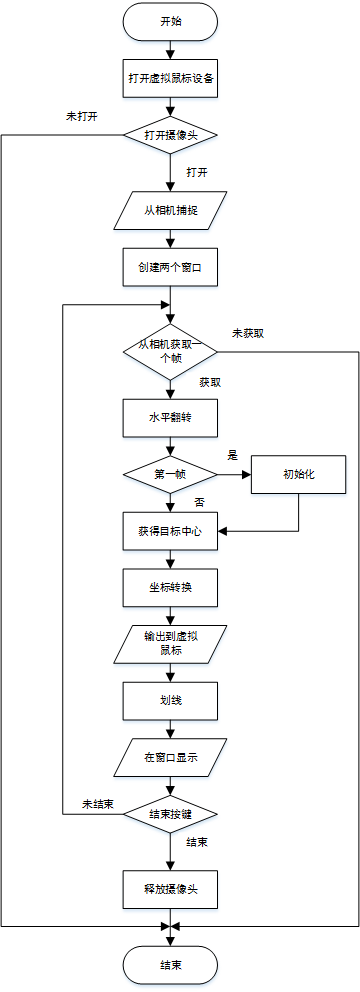 开始
打开虚拟鼠标设备
未打开
打开摄像头
打开
从相机捕捉
创建两个窗口
未获取
从相机获取一
个帧
获取
水平翻转
是
第一帧
初始化
否
获得目标中心
坐标转换
输出到虚拟
鼠标
划线
在窗口显示
未结束
结束按键
结束
释放摄像头
结束